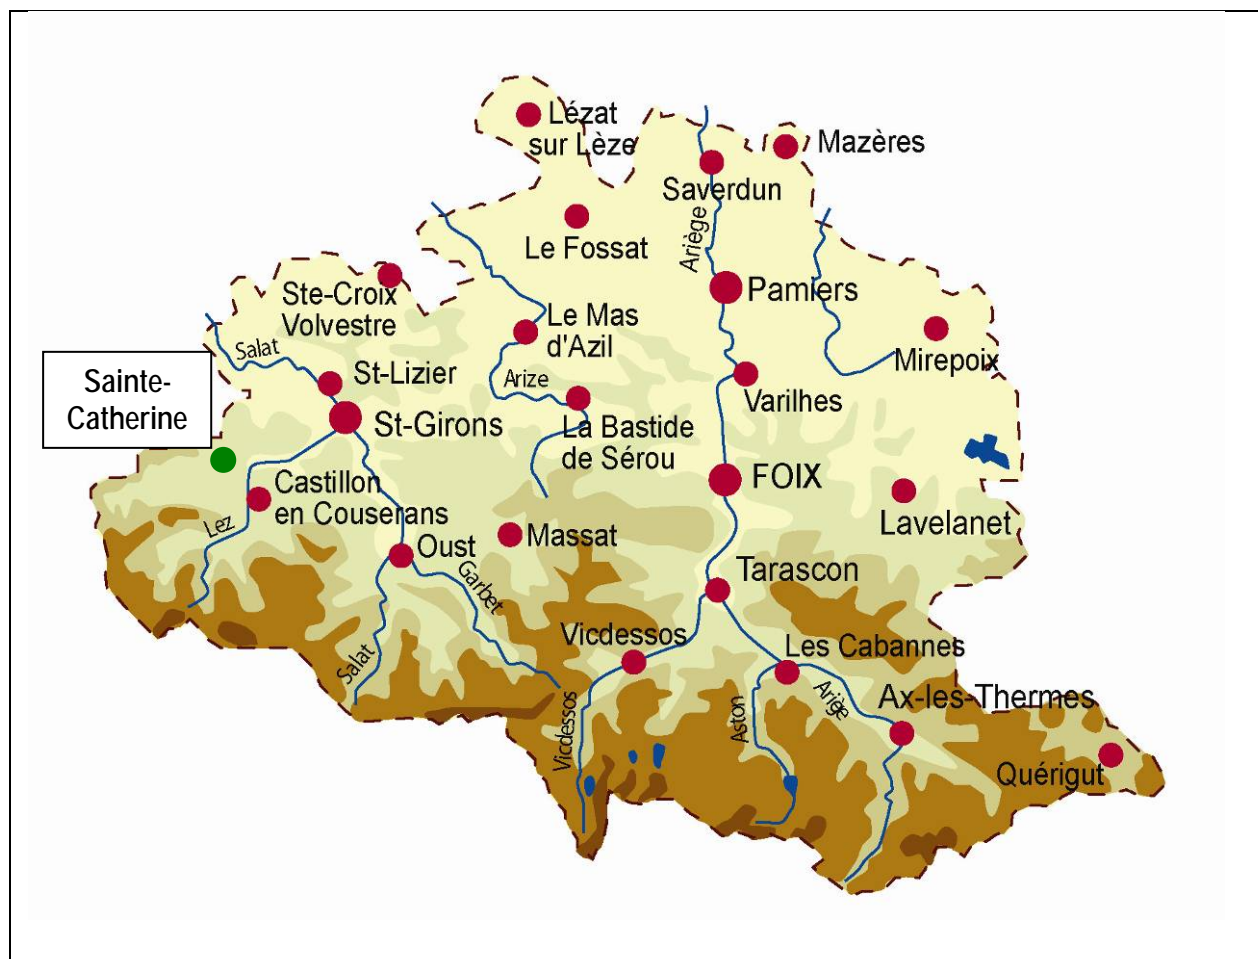 Lézat
sur Lèze
Mazères
Saverdun
Ariège
Le Fossat
Pamiers
Ste-Croix
Volvestre
Le Mas
d'Azil
Mirepoix
Salat
Sainte-
Catherine
St-Lizier
Arize
Varilhes
St-Girons
La Bastide
de Sérou
FOIX
Castillon
en Couserans
Lavelanet
Lez
Massat
Oust
Garbet
Tarascon
Vicdessos
Les Cabannes
Salat
Ariège
Ax-les-Thermes
Aston
Vicdessos
Quérigut